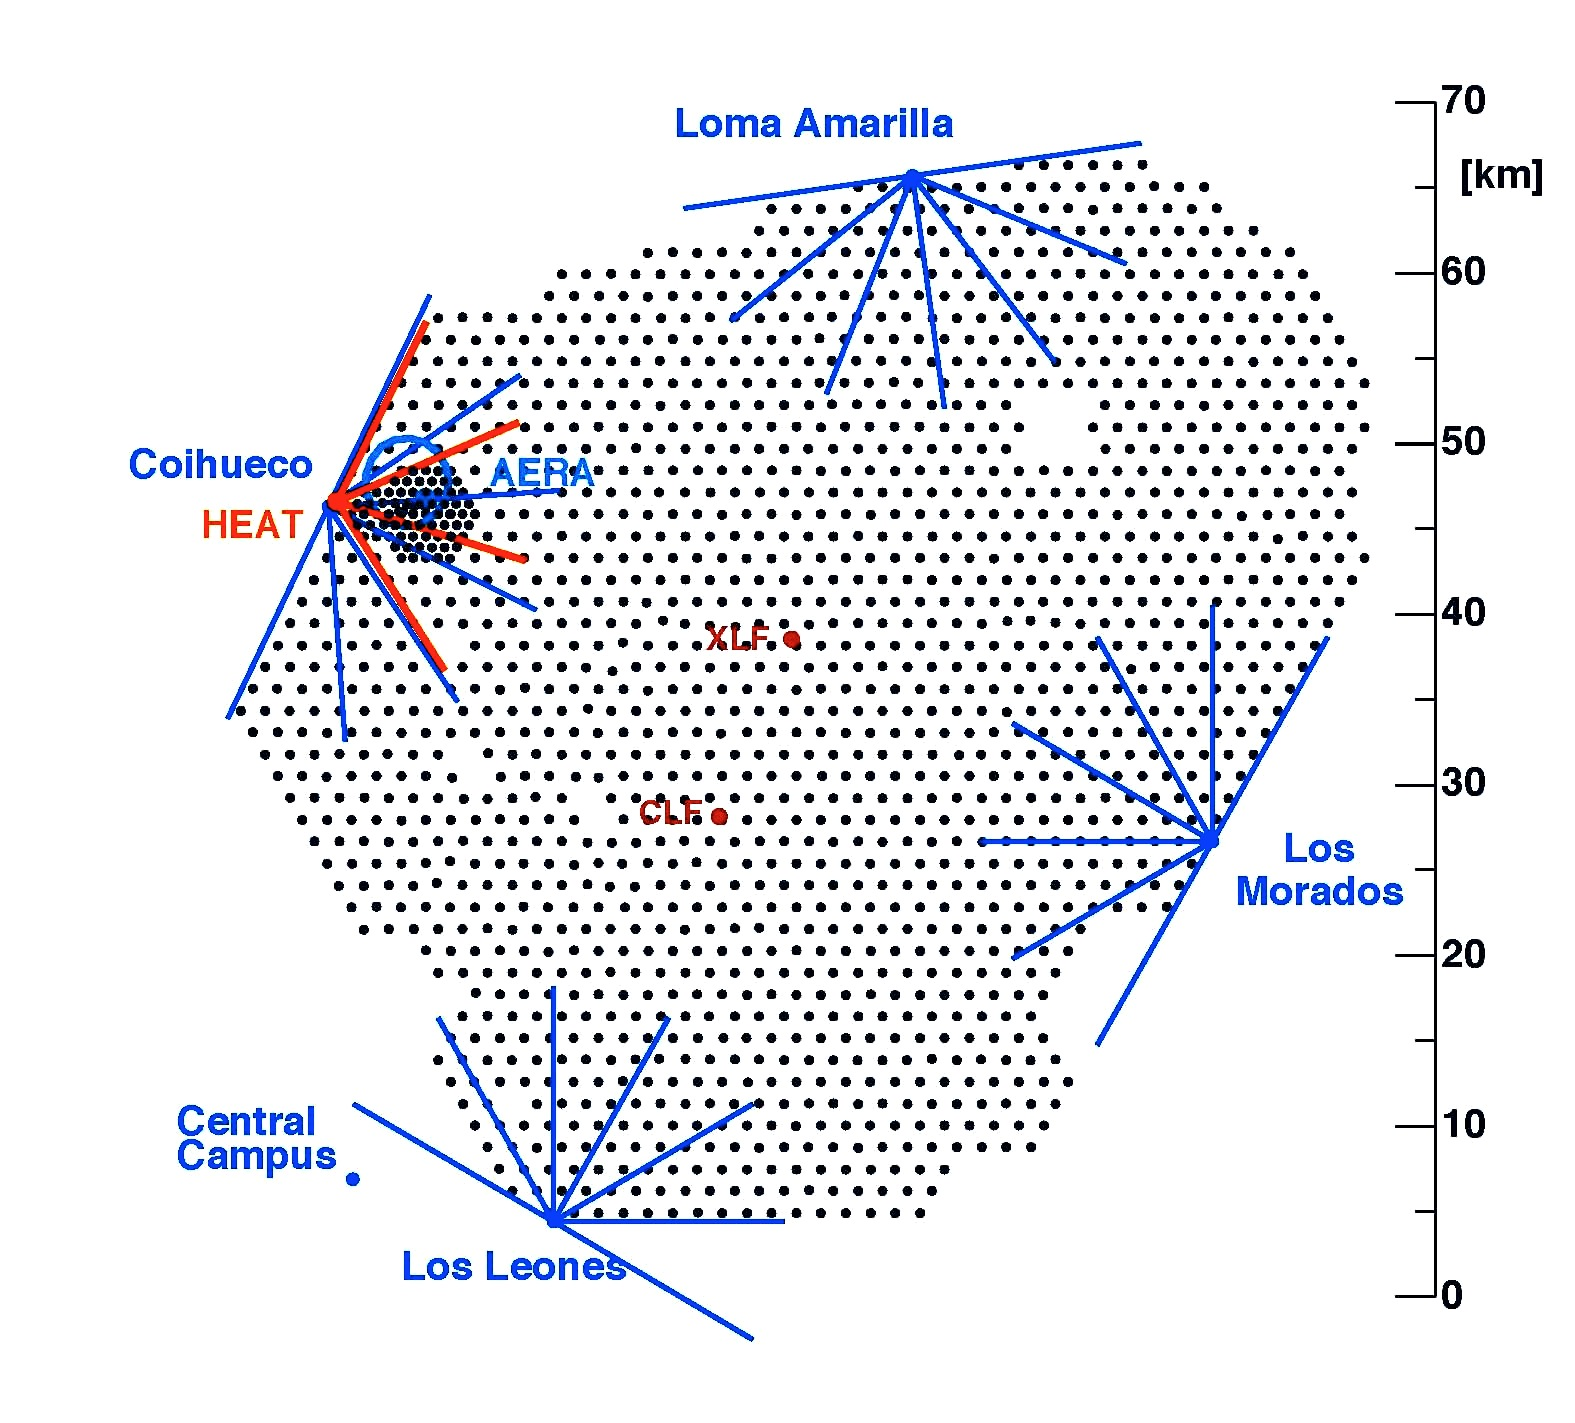 Loma Amarilla
70
[km]
60
50
Coihueco
AERA
HEAT
40
XLF
30
CLF
Los
Morados
20
10
Central
Campus
Los Leones
0